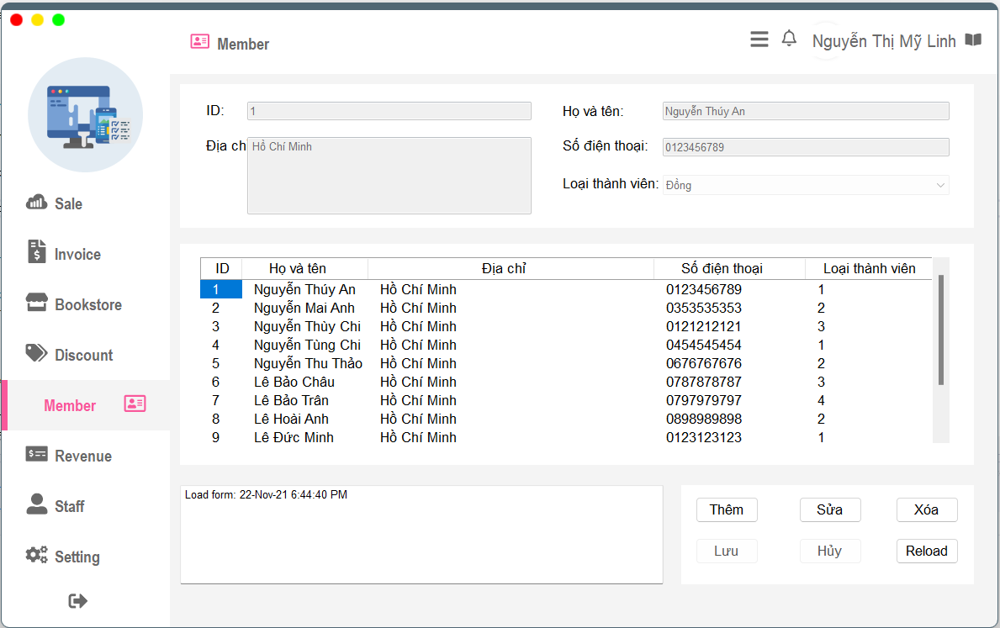 Member
Nguyễn Thị Mỹ Linh
Sale
Invoice
Bookstore
Discount
Member
Revenue
Staff
Setting
ID: 1
Họ và tên: Nguyễn Thúy An
Địa ch Hồ Chí Minh
Số điện thoại: 0123456789
Loại thành viên: Đồng
ID Họ và tên Địa chỉ Số điện thoại Loại thành viên
1 Nguyễn Thúy An Hồ Chí Minh 0123456789 1
2 Nguyễn Mai Anh Hồ Chí Minh 0353535353 2
3 Nguyễn Thùy Chi Hồ Chí Minh 0121212121 3
4 Nguyễn Tùng Chi Hồ Chí Minh 0454545454 1
5 Nguyễn Thu Thảo Hồ Chí Minh 0676767676 2
6 Lê Bảo Châu Hồ Chí Minh 0787878787 3
7 Lê Bảo Trân Hồ Chí Minh 0797979797 4
8 Lê Hoài Anh Hồ Chí Minh 0898989898 2
9 Lê Đức Minh Hồ Chí Minh 0123123123 1
Load form: 22-Nov-21 6:44:40 PM
Thêm Sửa Xóa
Lưu Hủy Reload